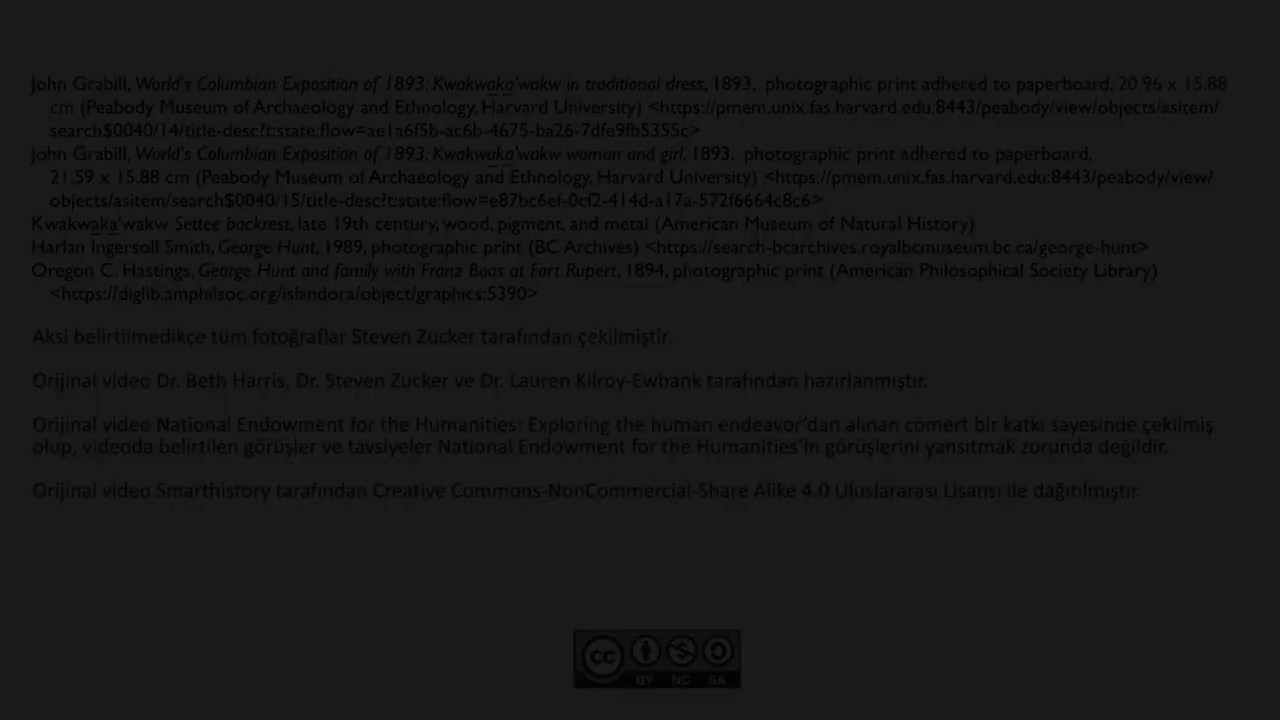 John Grabill, World's Columbian Exposition of 1893: Kwakwa̱ka̱'wakw in traditional dress, 1893, photographic print adhered to paperboard, 20.96 x 15.88
cm (Peabody Museum of Archaeology and Ethnology, Harvard University) <https://pmem.unix.fas.harvard.edu:8443/peabody/view/objects/asitem/
search$0040/14/title-desc?t:state:flow=ae1a6f5b-ac6b-4675-ba26-7dfe9fb5355c>
John Grabill, World's Columbian Exposition of 1893: Kwakwa̱ka̱'wakw woman and girl, 1893, photographic print adhered to paperboard,
21.59 x 15.88 cm (Peabody Museum of Archaeology and Ethnology, Harvard University) <https://pmem.unix.fas.harvard.edu:8443/peabody/view/
objects/asitem/search$0040/15/title-desc?t:state:flow=e87bc6ef-0cf2-414d-a17a-572f6664c8c6>
Kwakwa̱ka̱'wakw Settee backrest, late 19th century, wood, pigment, and metal (American Museum of Natural History)
Harlan Ingersoll Smith, George Hunt, 1989, photographic print (BC Archives) <https://search-bcarchives.royalbcmuseum.bc.ca/george-hunt>
Oregon C. Hastings, George Hunt and family with Franz Boas at Fort Rupert, 1894, photographic print (American Philosophical Society Library)
<https://diglib.amphilsoc.org/islandora/object/graphics:5390>
Aksi belirtilmedikçe tüm fotoğraflar Steven Zucker tarafından çekilmiştir.
Orijinal video Dr. Beth Harris, Dr. Steven Zucker ve Dr. Lauren Kilroy-Ewbank tarafından hazırlanmıştır.
Orijinal video National Endowment for the Humanities: Exploring the human endeavor'dan alınan cömert bir katkı sayesinde çekilmiş
olup, videoda belirtilen görüşler ve tavsiyeler National Endowment for the Humanities'in görüşlerini yansıtmak zorunda değildir.
Orijinal video Smarthistory tarafından Creative Commons-NonCommercial-Share Alike 4.0 Uluslararası Lisansı ile dağıtılmıştır.
cc
BY NC SA